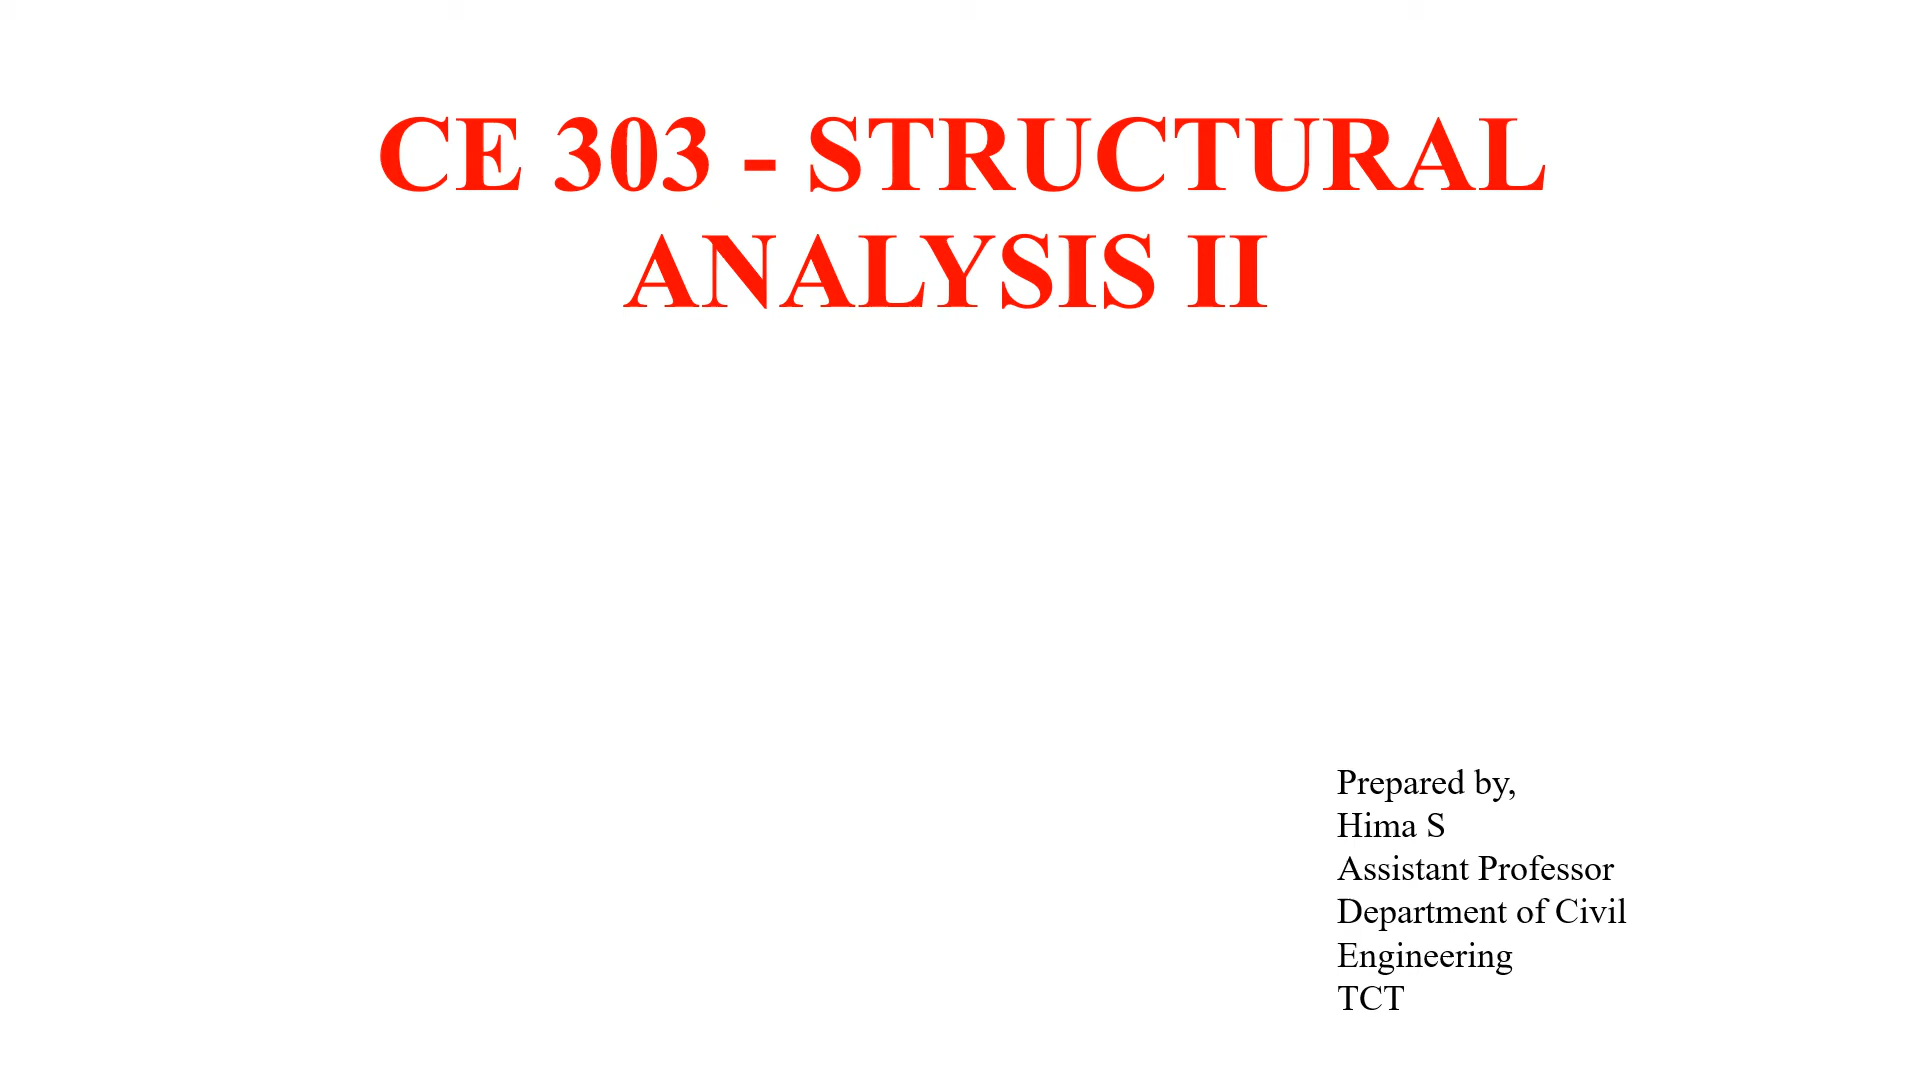 CE 303 - STRUCTURAL
ANALYSIS II
Prepared by,
Hima S
Assistant Professor
Department of Civil
Engineering
TCT